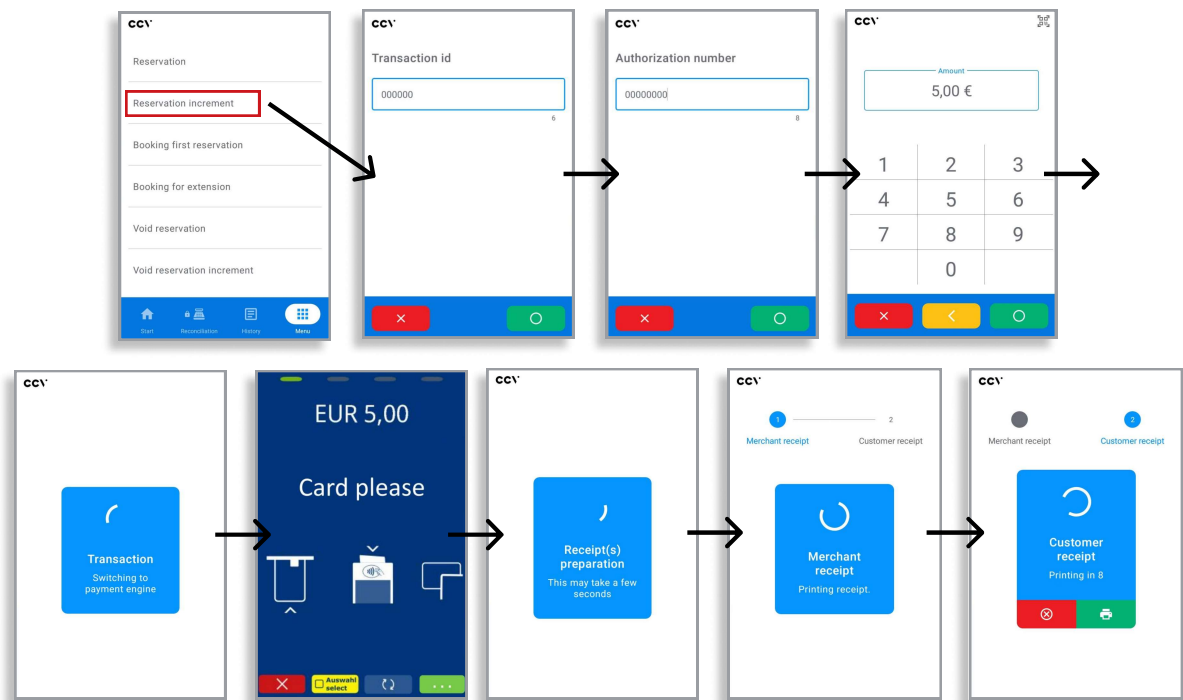 CCV
Reservation
Reservation increment
Booking first reservation
Booking for extension
Void reservation
Void reservation increment
Start
Reconciliation
History
Menu
CCV
Transaction id
000000
6
CCV
Authorization number
00000000
8
CCV
Amount
5,00 €
1 2 3
4 5 6
7 8 9
0
CCV
Transaction
Switching to
payment engine
EUR 5,00
Card please
Auswahl
select
...
CCV
Receipt(s)
preparation
This may take a few
seconds
CCV
1 2
Merchant receipt Customer receipt
Merchant
receipt
Printing receipt.
CCV
2
Merchant receipt Customer receipt
Customer
receipt
Printing in 8